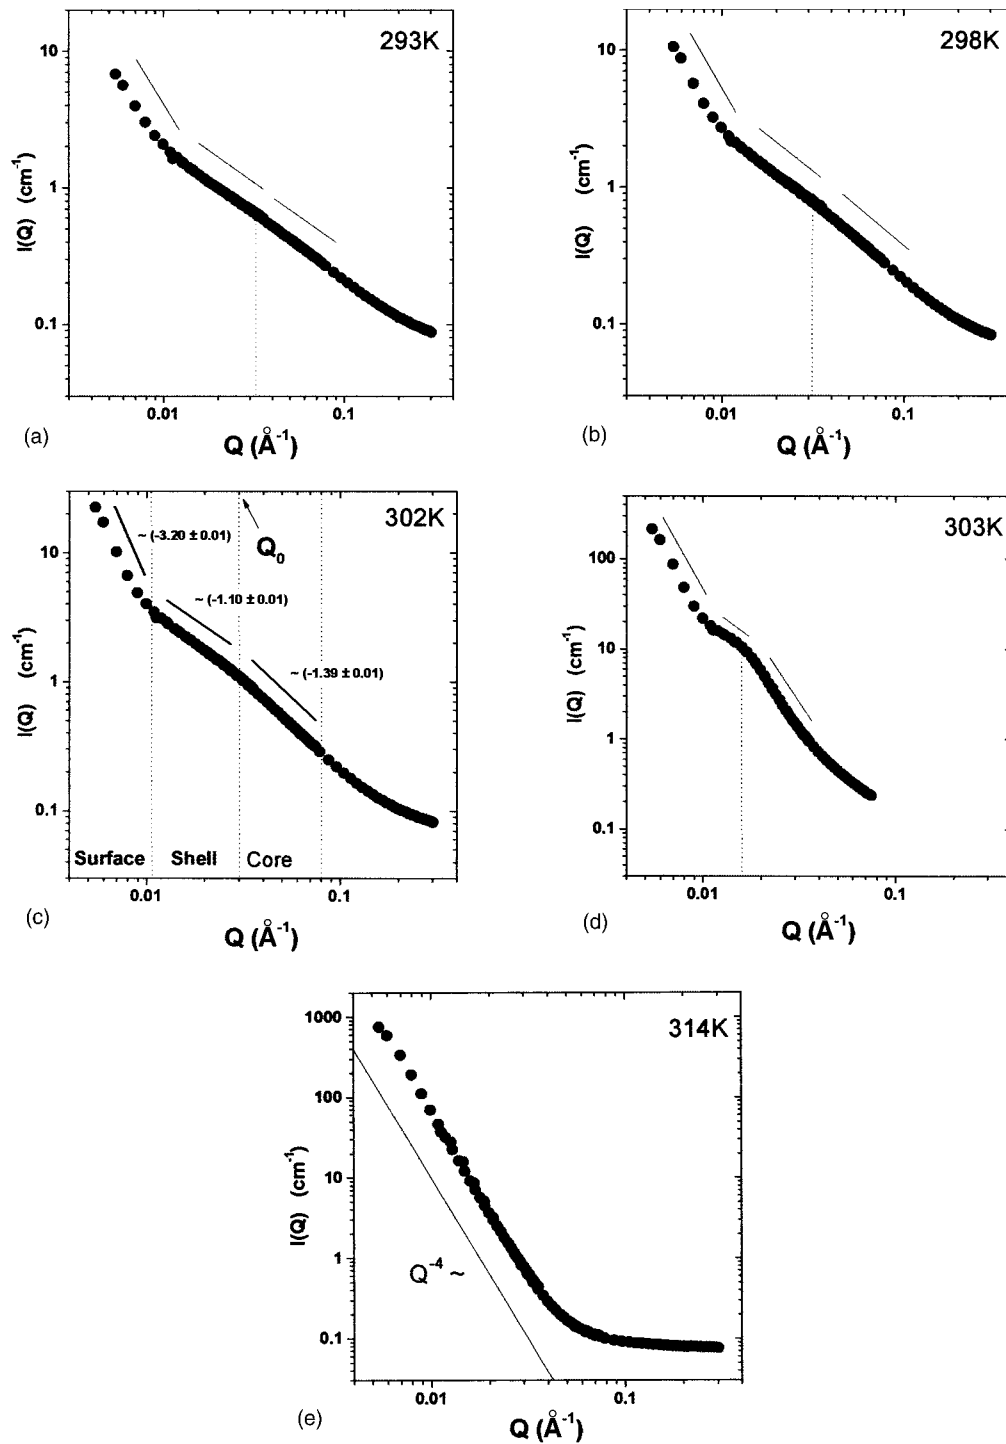 293K
10
1
0.1
I(Q) (cm⁻¹)
0.01 0.1
(a)
Q (Å⁻¹)
298K
10
1
0.1
I(Q) (cm⁻¹)
0.01 0.1
(b)
Q (Å⁻¹)
302K
10
1
0.1
I(Q) (cm⁻¹)
~ (-3.20 ± 0.01)
Q₀
~ (-1.10 ± 0.01)
~ (-1.39 ± 0.01)
Surface Shell Core
0.01 0.1
(c)
Q (Å⁻¹)
303K
100
10
1
0.1
I(Q) (cm⁻¹)
0.01 0.1
(d)
Q (Å⁻¹)
314K
1000
100
10
1
0.1
I(Q) (cm⁻¹)
Q⁻⁴ ~
0.01 0.1
(e)
Q (Å⁻¹)